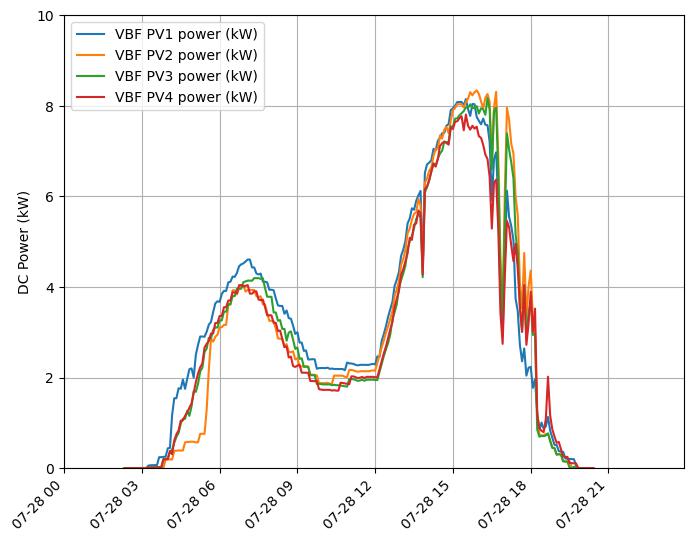 VBF PV1 power (kW)
VBF PV2 power (kW)
VBF PV3 power (kW)
VBF PV4 power (kW)
DC Power (kW)
10
8
6
4
2
0
07-28 00
07-28 03
07-28 06
07-28 09
07-28 12
07-28 15
07-28 18
07-28 21